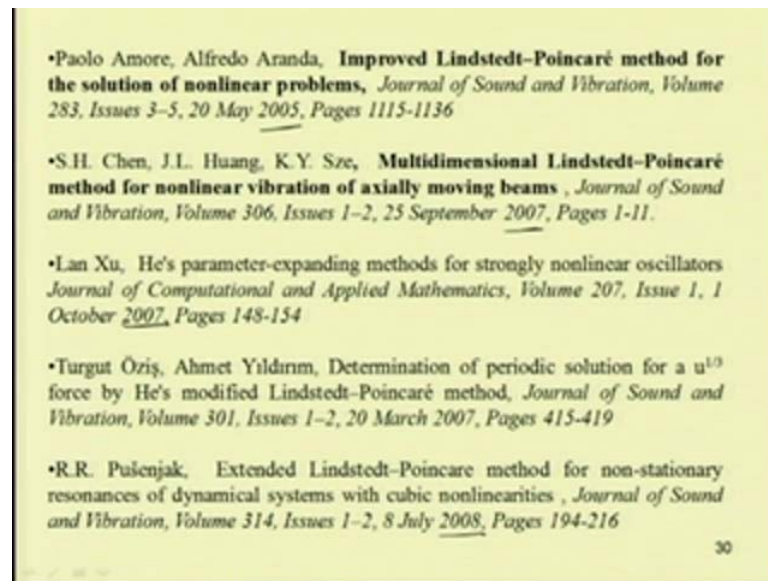 •Paolo Amore, Alfredo Aranda, Improved Lindstedt–Poincaré method for
the solution of nonlinear problems, Journal of Sound and Vibration, Volume
283, Issues 3–5, 20 May 2005, Pages 1115-1136
•S.H. Chen, J.L. Huang, K.Y. Sze, Multidimensional Lindstedt–Poincaré
method for nonlinear vibration of axially moving beams , Journal of Sound
and Vibration, Volume 306, Issues 1–2, 25 September 2007, Pages 1-11.
•Lan Xu, He's parameter-expanding methods for strongly nonlinear oscillators
Journal of Computational and Applied Mathematics, Volume 207, Issue 1, 1
October 2007, Pages 148-154
•Turgut Öziş, Ahmet Yıldırım, Determination of periodic solution for a u¹ᐟ³
force by He's modified Lindstedt–Poincaré method, Journal of Sound and
Vibration, Volume 301, Issues 1–2, 20 March 2007, Pages 415-419
•R.R. Pušenjak, Extended Lindstedt–Poincare method for non-stationary
resonances of dynamical systems with cubic nonlinearities , Journal of Sound
and Vibration, Volume 314, Issues 1–2, 8 July 2008, Pages 194-216
30